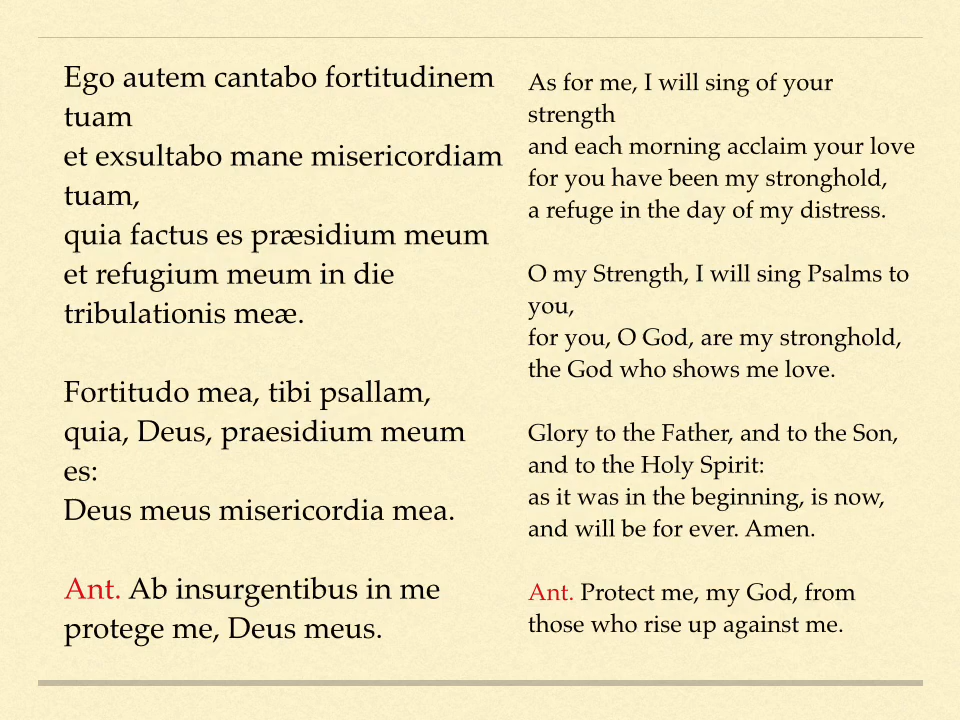 Ego autem cantabo fortitudinem
tuam
et exsultabo mane misericordiam
tuam,
quia factus es præsidium meum
et refugium meum in die
tribulationis meæ.
Fortitudo mea, tibi psallam,
quia, Deus, praesidium meum
es:
Deus meus misericordia mea.
Ant. Ab insurgentibus in me
protege me, Deus meus.
As for me, I will sing of your
strength
and each morning acclaim your love
for you have been my stronghold,
a refuge in the day of my distress.
O my Strength, I will sing Psalms to
you,
for you, O God, are my stronghold,
the God who shows me love.
Glory to the Father, and to the Son,
and to the Holy Spirit:
as it was in the beginning, is now,
and will be for ever. Amen.
Ant. Protect me, my God, from
those who rise up against me.